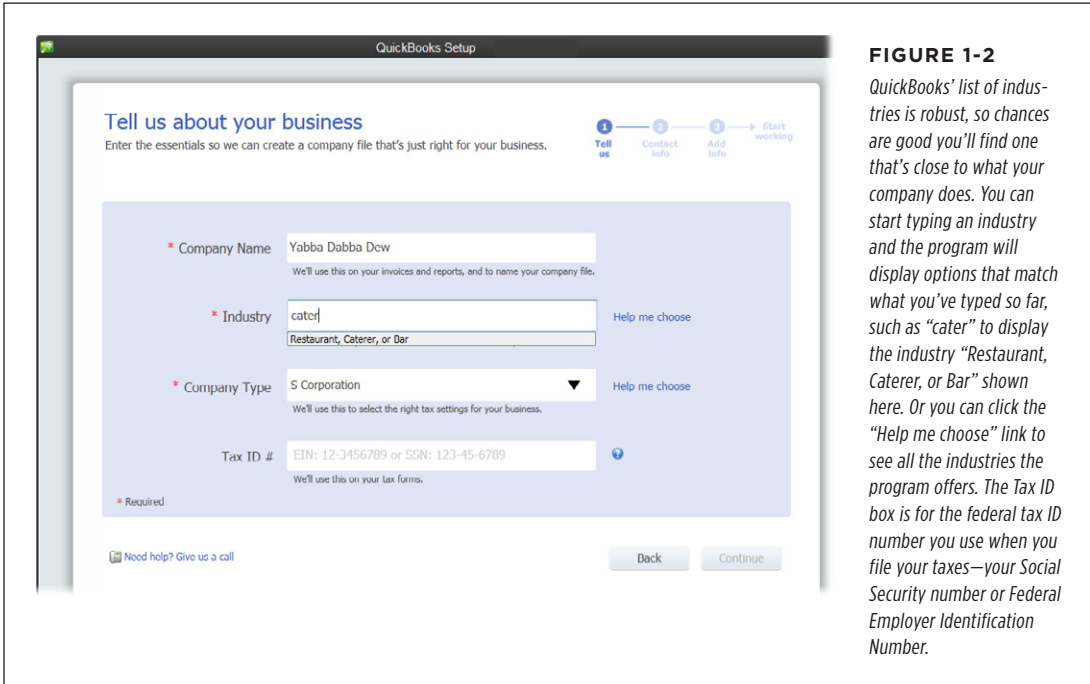 QuickBooks Setup
Tell us about your business
Enter the essentials so we can create a company file that's just right for your business.
1
2
3
Start
working
Tell
us
Contact
info
Add
info
* Company Name
Yabba Dabba Dew
We'll use this on your invoices and reports, and to name your company file.
* Industry
cater
Help me choose
Restaurant, Caterer, or Bar
* Company Type
S Corporation
Help me choose
We'll use this to select the right tax settings for your business.
Tax ID #
EIN: 12-3456789 or SSN: 123-45-6789
?
We'll use this on your tax forms.
* Required
Need help? Give us a call
Back
Continue
FIGURE 1-2
QuickBooks' list of indus-
tries is robust, so chances
are good you'll find one
that's close to what your
company does. You can
start typing an industry
and the program will
display options that match
what you've typed so far,
such as “cater” to display
the industry “Restaurant,
Caterer, or Bar” shown
here. Or you can click the
“Help me choose” link to
see all the industries the
program offers. The Tax ID
box is for the federal tax ID
number you use when you
file your taxes—your Social
Security number or Federal
Employer Identification
Number.